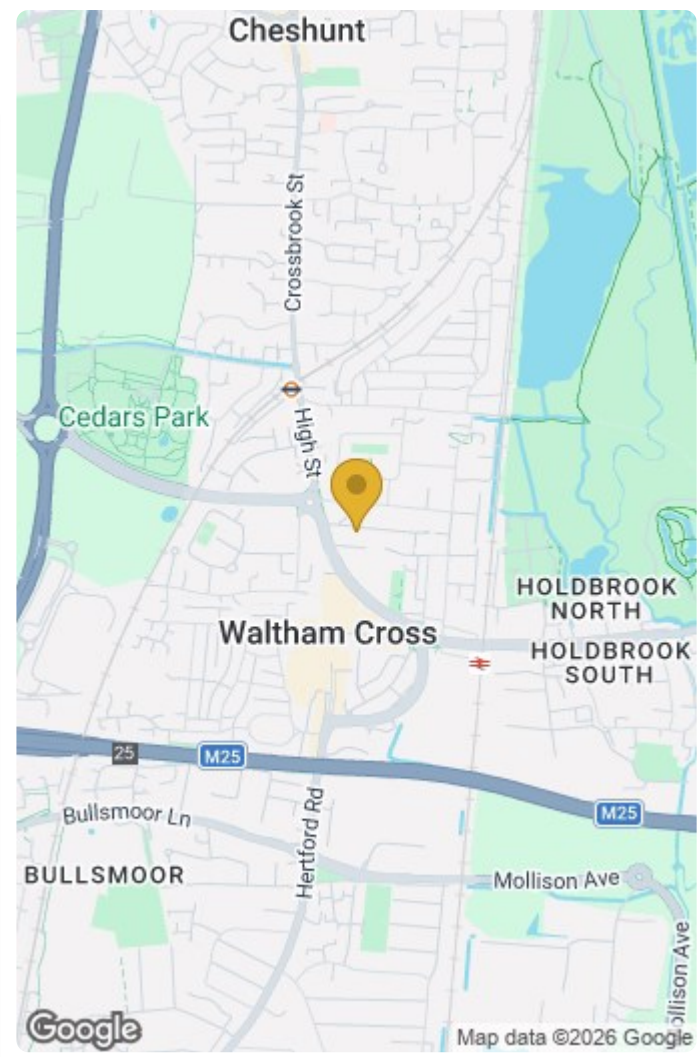 Cheshunt
Crossbrook St
Cedars Park
High St
HOLDBROOK
NORTH
Waltham Cross
HOLDBROOK
SOUTH
25
M25
M25
Bullsmoor Ln
Hertford Rd
BULLSMOOR
Mollison Ave
ollison Ave
Google
Map data ©2026 Google